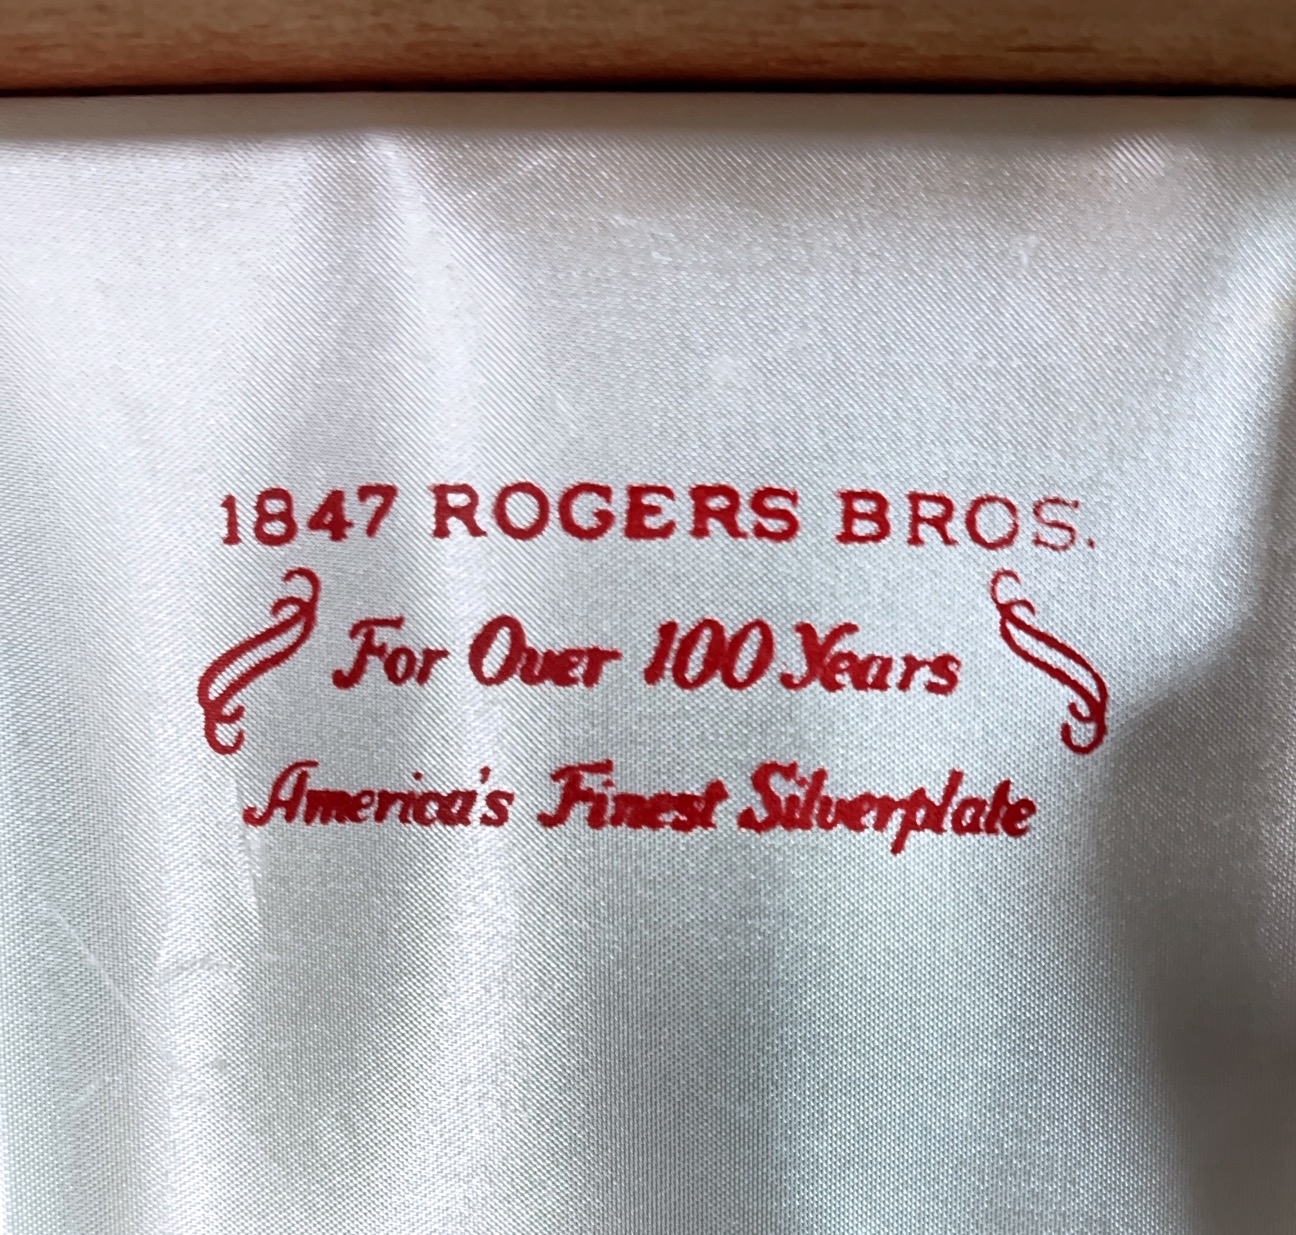 1847 ROGERS BROS.
For Over 100 Years
America's Finest Silverplate